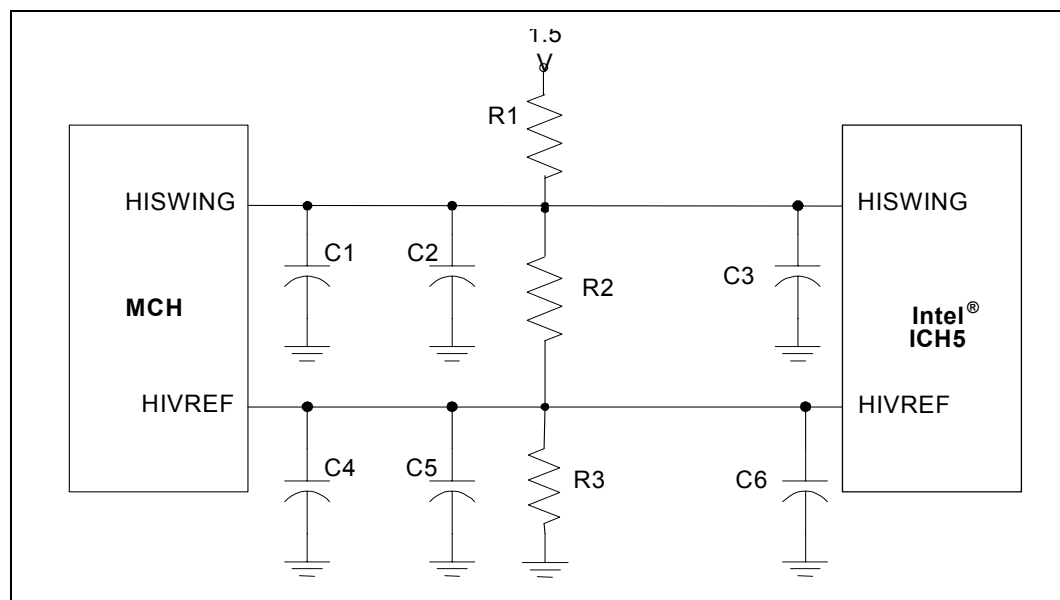 1.5
V
R1
HISWING
HISWING
C1
C2
R2
C3
MCH
Intel®
ICH5
HIVREF
HIVREF
C4
C5
R3
C6